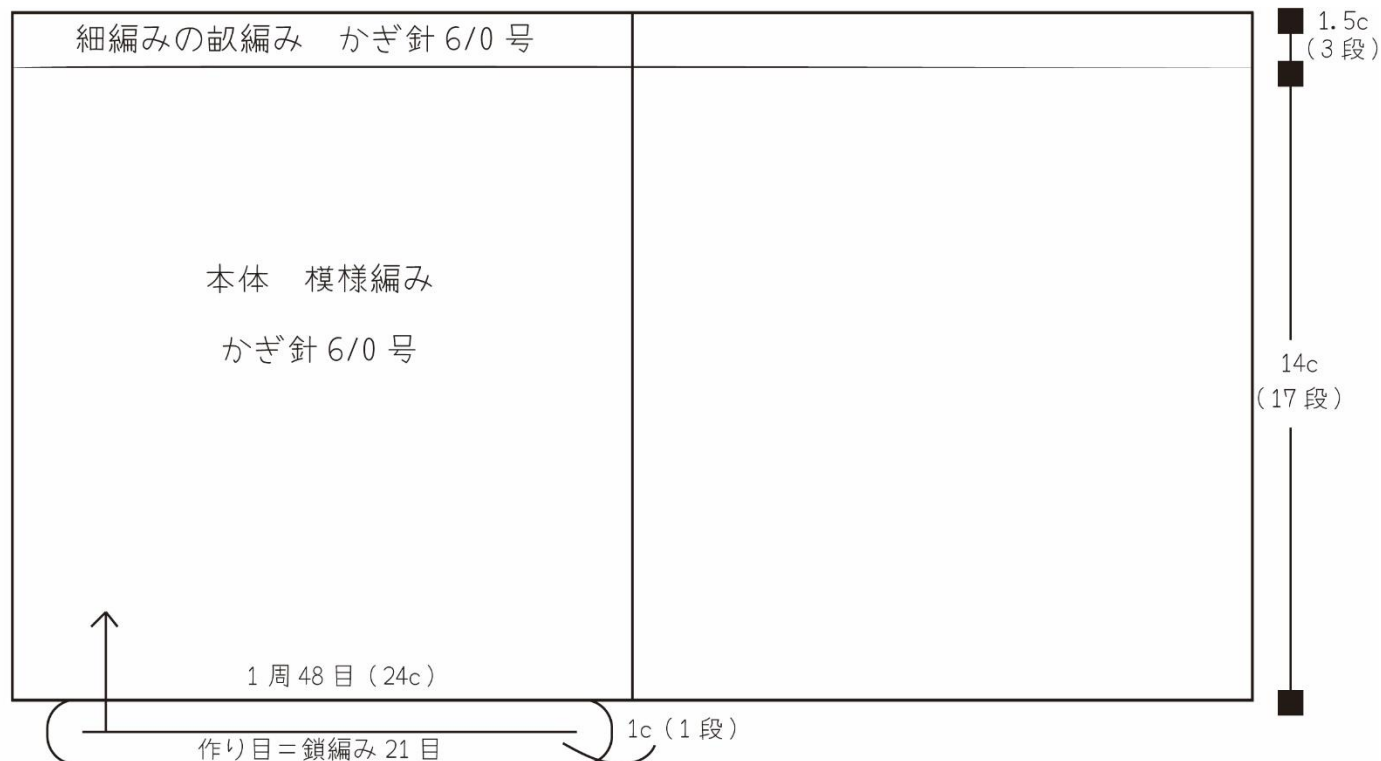 細編みの畝編み　かぎ針 6/0 号
1.5c
（3 段）
本体　模様編み
かぎ針 6/0 号
14c
（17 段）
1 周 48 目（24c）
1c（1 段）
作り目＝鎖編み 21 目